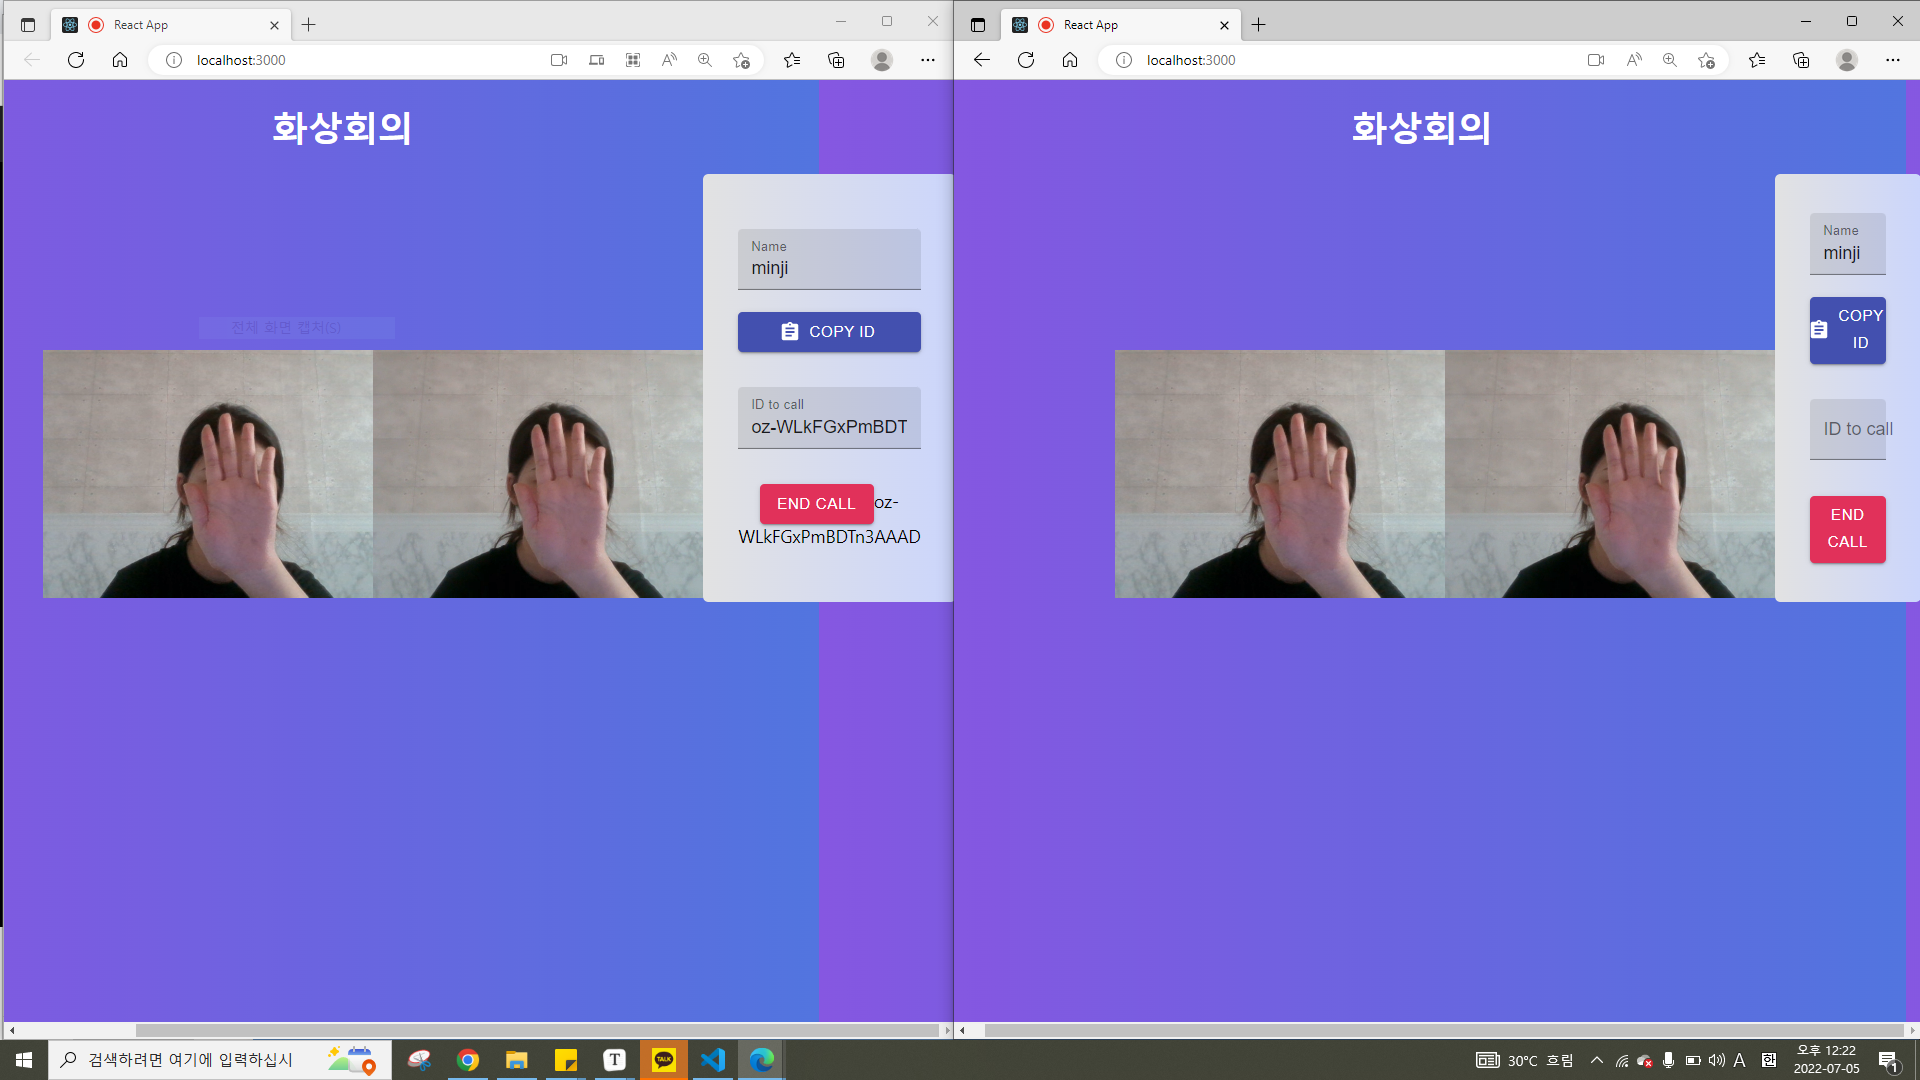 React App
localhost:3000
화상회의
전체 화면 캡처(S)
Name
minji
COPY ID
ID to call
oz-WLkFGxPmBDT
END CALL
oz-
WLkFGxPmBDTn3AAAD
React App
localhost:3000
화상회의
Name
minji
COPY
ID
ID to call
END
CALL
검색하려면 여기에 입력하십시
T
TALK
30°C 흐림
A
한
오후 12:22
2022-07-05
1